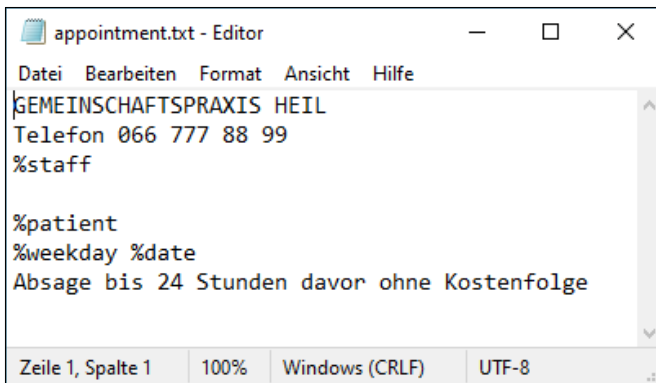 appointment.txt - Editor
Datei Bearbeiten Format Ansicht Hilfe
GEMEINSCHAFTSPRAXIS HEIL
Telefon 066 777 88 99
%staff
%patient
%weekday %date
Absage bis 24 Stunden davor ohne Kostenfolge
Zeile 1, Spalte 1 100% Windows (CRLF) UTF-8